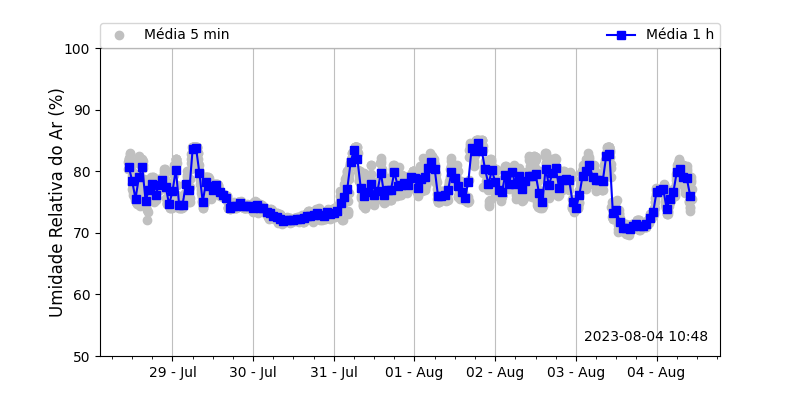 Média 5 min
Média 1 h
Umidade Relativa do Ar (%)
100
90
80
70
60
50
2023-08-04 10:48
29 - Jul
30 - Jul
31 - Jul
01 - Aug
02 - Aug
03 - Aug
04 - Aug